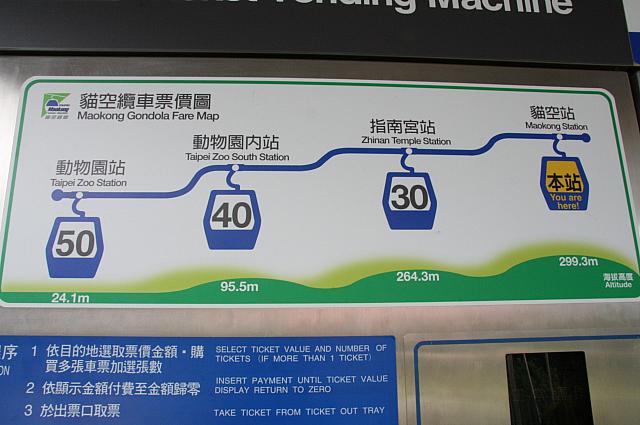 Vending Machine
貓空纜車票價圖
Maokong Gondola Fare Map
動物園站
Taipei Zoo Station
50
24.1m
動物園內站
Taipei Zoo South Station
40
95.5m
指南宮站
Zhinan Temple Station
30
264.3m
貓空站
Maokong Station
本站
You are
here!
299.3m
海拔高度
Altitude
序
ON
1 依目的地選取票價金額・購
買多張車票加選張數
SELECT TICKET VALUE AND NUMBER OF
TICKETS (IF MORE THAN 1 TICKET)
2 依顯示金額付費至金額歸零
INSERT PAYMENT UNTIL TICKET VALUE
DISPLAY RETURN TO ZERO
3 於出票口取票
TAKE TICKET FROM TICKET OUT TRAY